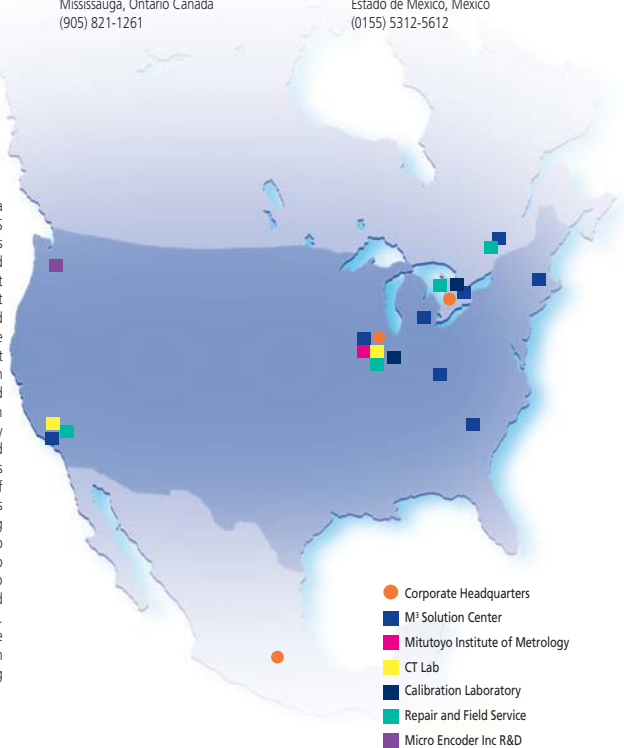 Mississauga, Ontario Canada
(905) 821-1261
Estado de México, Mexico
(0155) 5312-5612
Corporate Headquarters
M³ Solution Center
Mitutoyo Institute of Metrology
CT Lab
Calibration Laboratory
Repair and Field Service
Micro Encoder Inc R&D